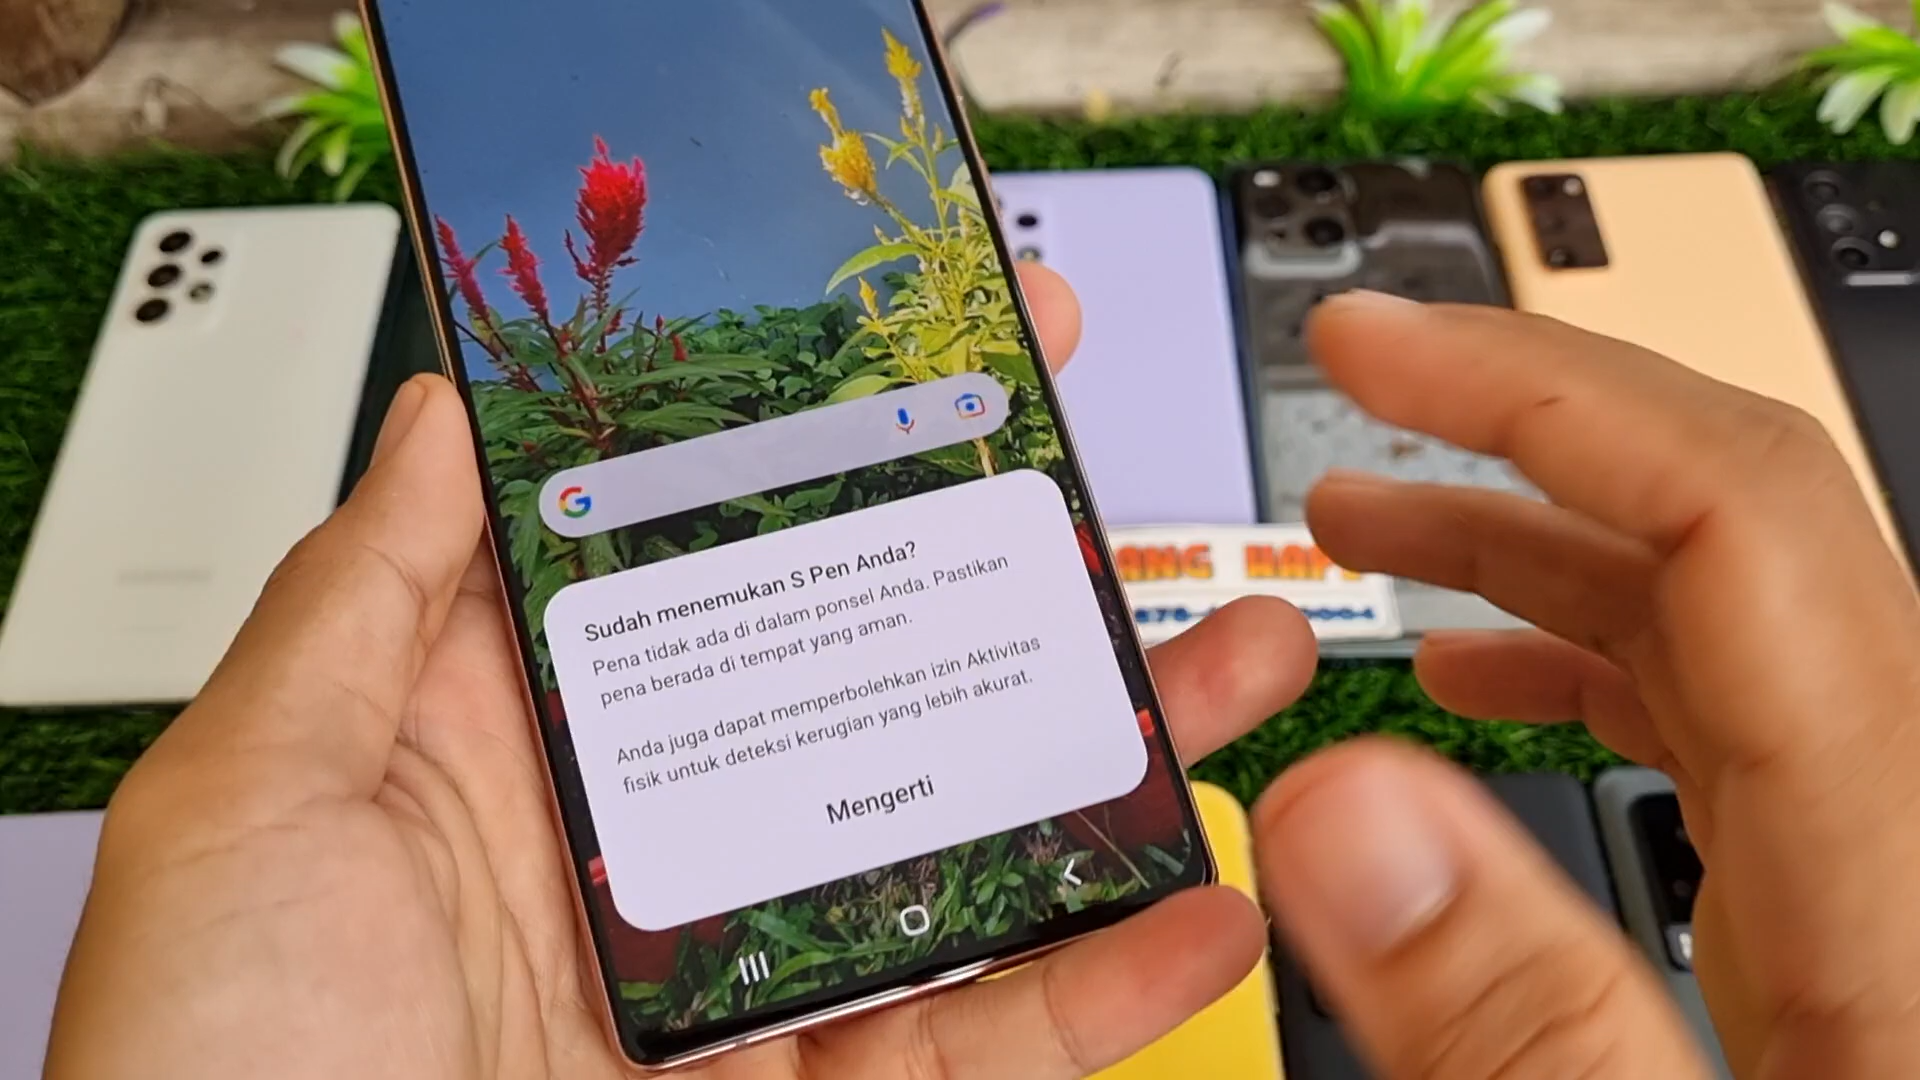 G
Sudah menemukan S Pen Anda?
Pena tidak ada di dalam ponsel Anda. Pastikan
pena berada di tempat yang aman.
Anda juga dapat memperbolehkan izin Aktivitas
fisik untuk deteksi kerugian yang lebih akurat.
Mengerti